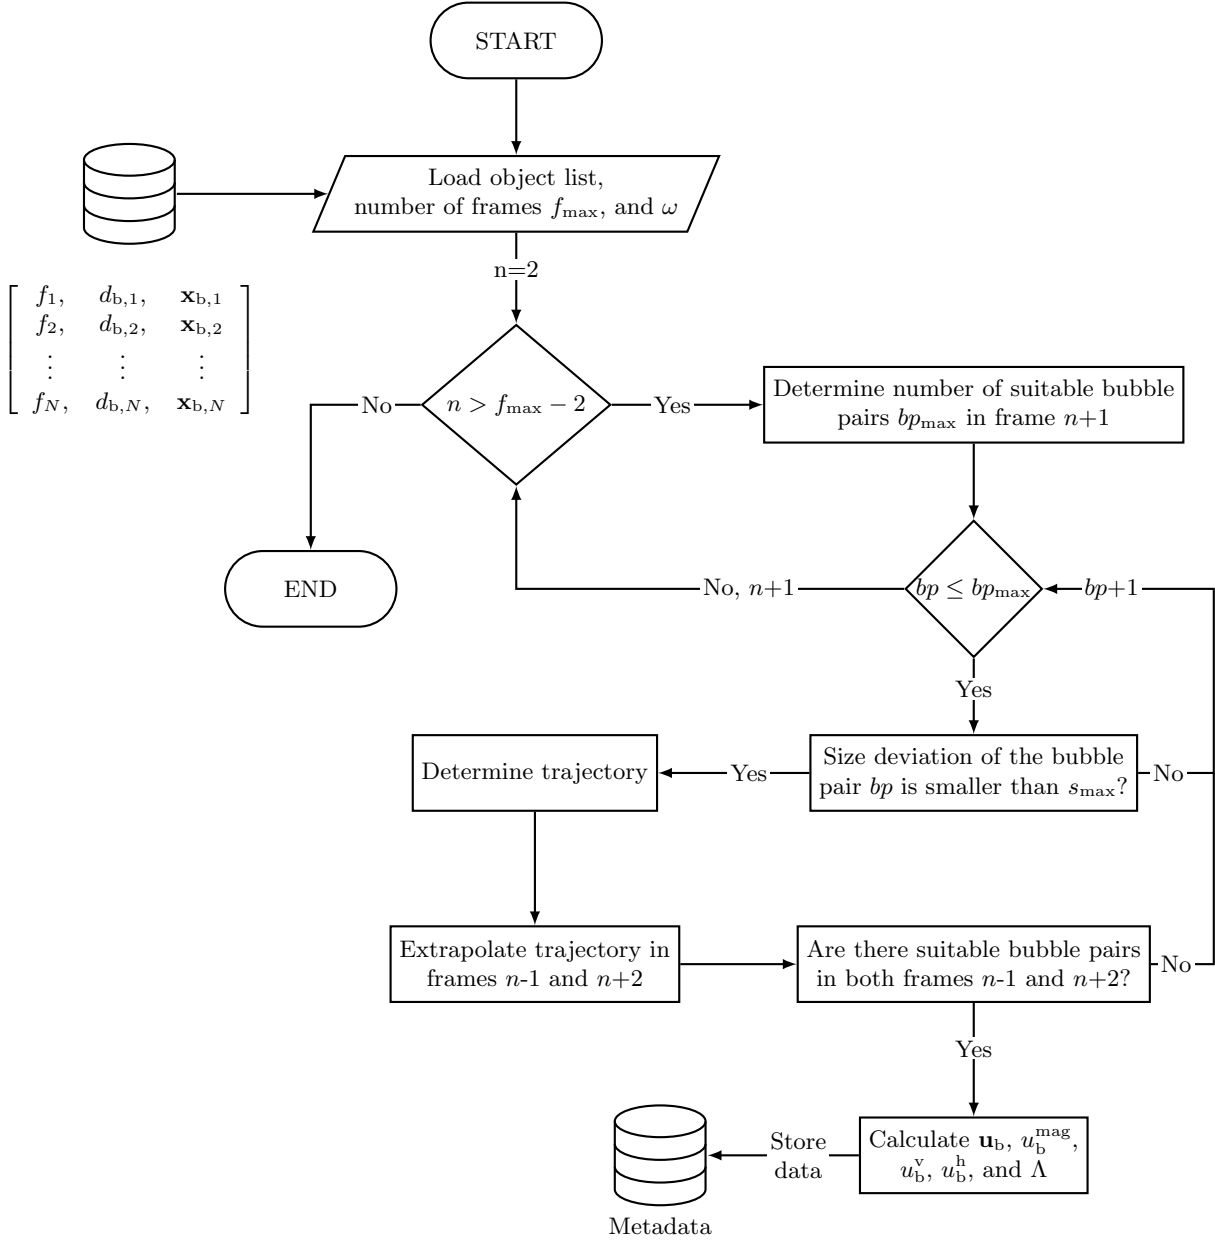 START
Load object list,
number of frames f_max, and ω
n=2
f_1, d_b,1, 𝐱_b,1
f_2, d_b,2, 𝐱_b,2
⋮ ⋮ ⋮
f_N, d_b,N, 𝐱_b,N
No
n > f_max − 2
Yes
Determine number of suitable bubble
pairs bp_max in frame n+1
END
No, n+1
bp ≤ bp_max
bp+1
Yes
Determine trajectory
Yes
Size deviation of the bubble
pair bp is smaller than s_max?
No
Extrapolate trajectory in
frames n-1 and n+2
Are there suitable bubble pairs
in both frames n-1 and n+2?
No
Yes
Calculate 𝐮_b, u_b^mag,
u_b^v, u_b^h, and Λ
Store
data
Metadata